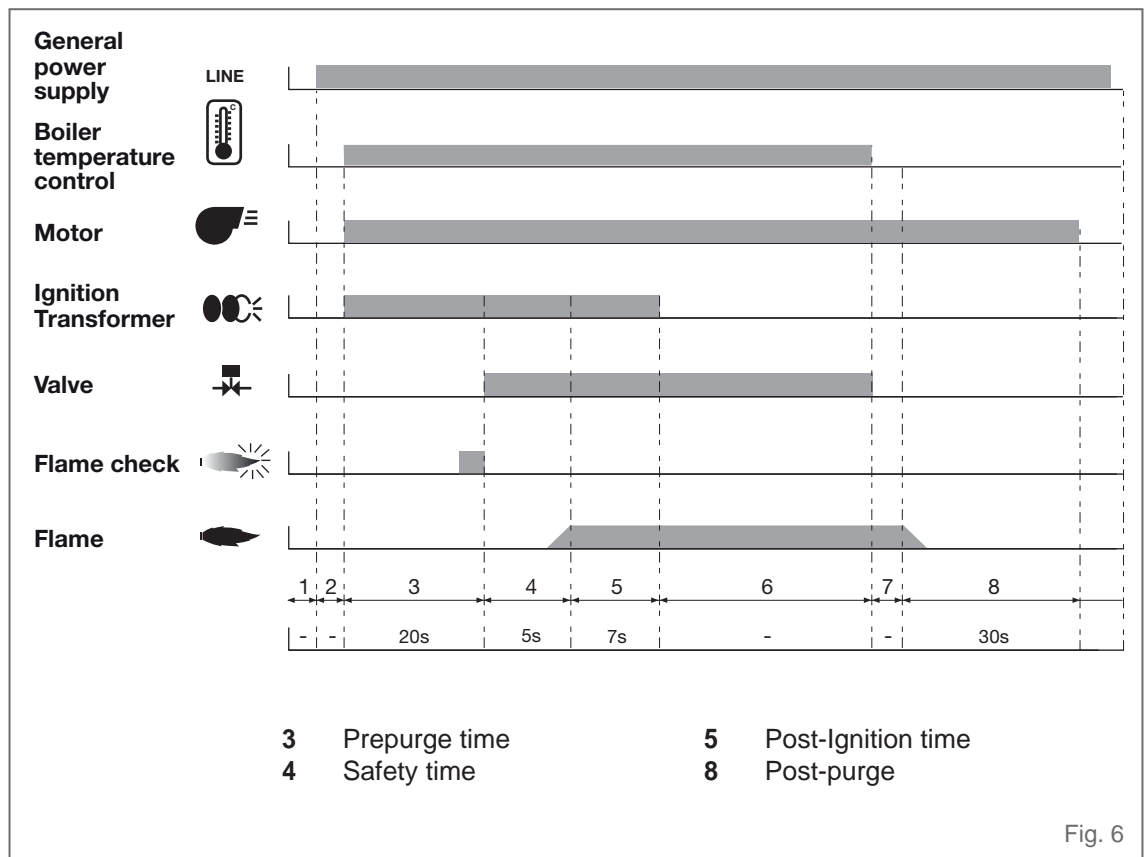 General
power
supply
LINE
°C
Boiler
temperature
control
Motor
Ignition
Transformer
Valve
Flame check
Flame
1 2 3 4 5 6 7 8
- - 20s 5s 7s - - 30s
3 Prepurge time 5 Post-Ignition time
4 Safety time 8 Post-purge
Fig. 6